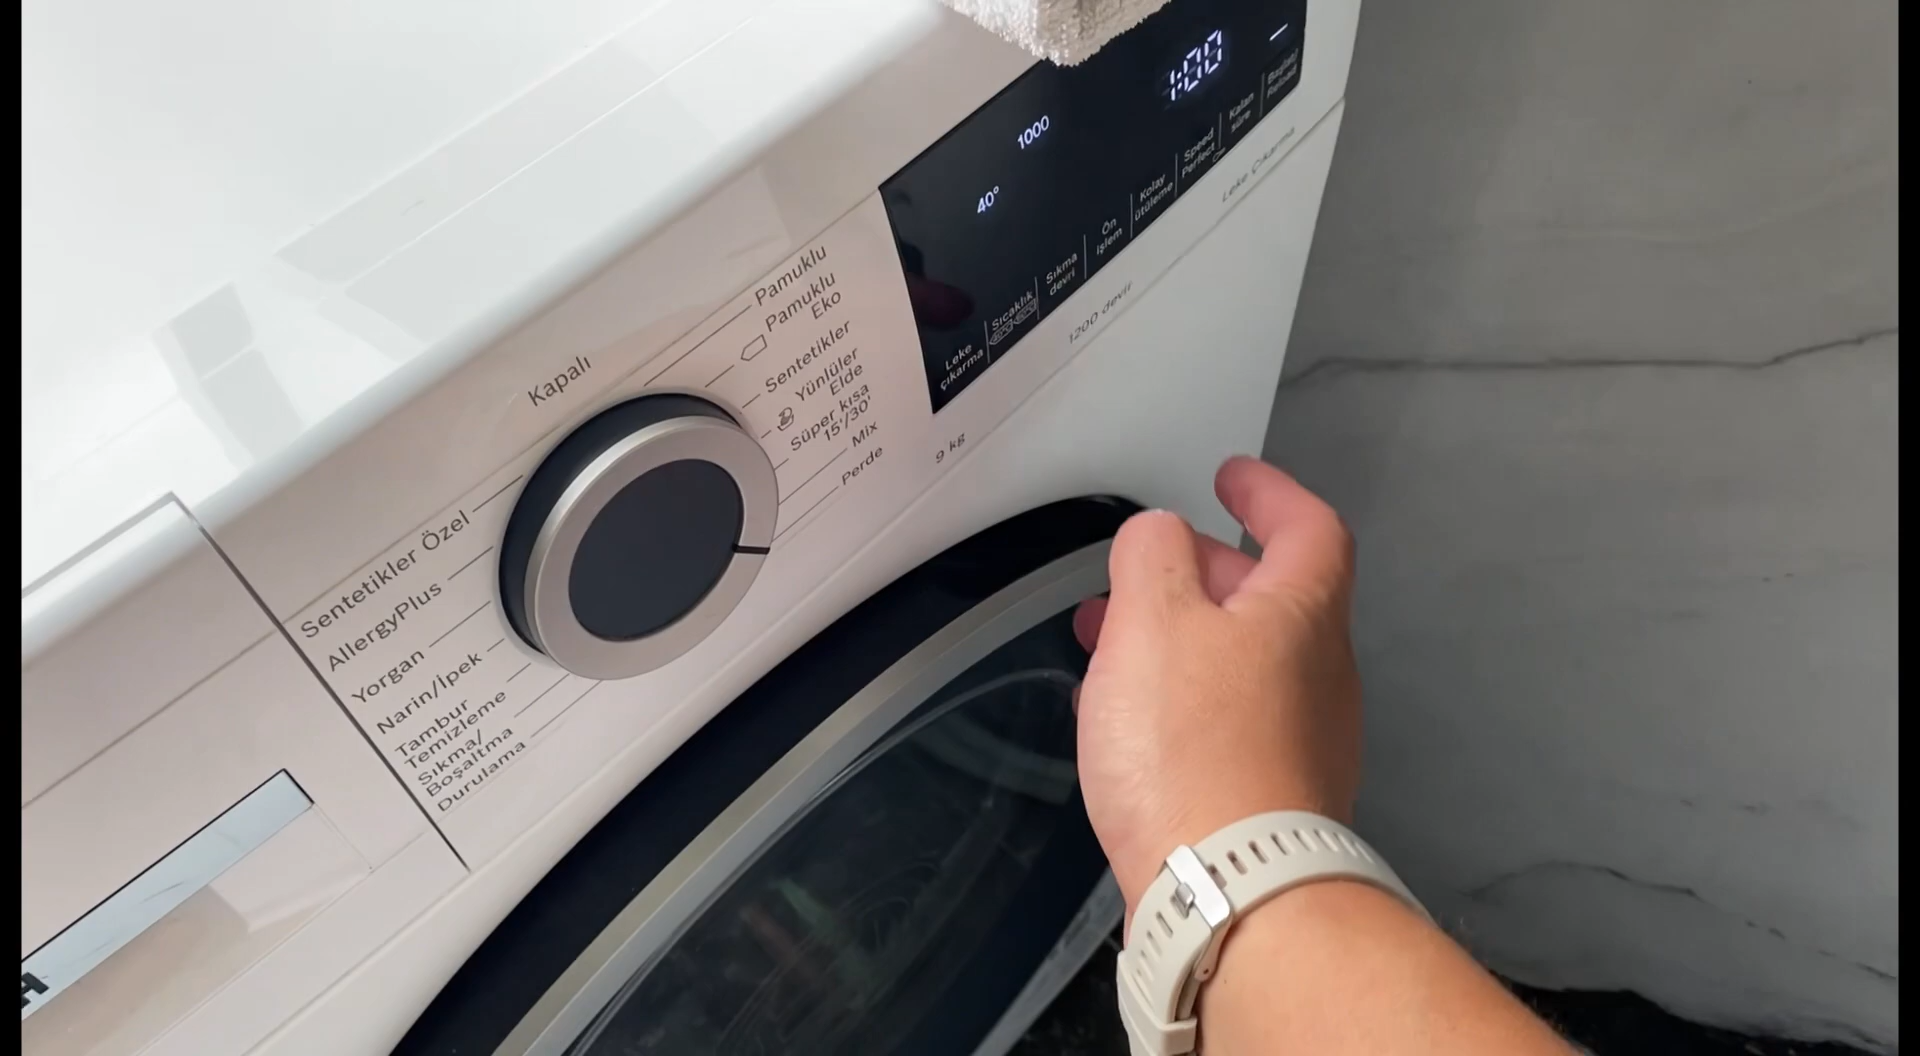 1:00
1000
40°
Leke
çıkarma
Sıcaklık
Sıkma
devri
Ön
işlem
Kolay
ütüleme
Speed
Perfect
Kalan
süre
Başlat/
Reload
9 kg
1200 devir
Leke Çıkarma
Kapalı
Pamuklu
Pamuklu
Eko
Sentetikler
Yünlüler
Elde
Süper kısa
15'/30'
Mix
Perde
Sentetikler Özel
AllergyPlus
Yorgan
Narin/İpek
Tambur
Temizleme
Sıkma/
Boşaltma
Durulama
H